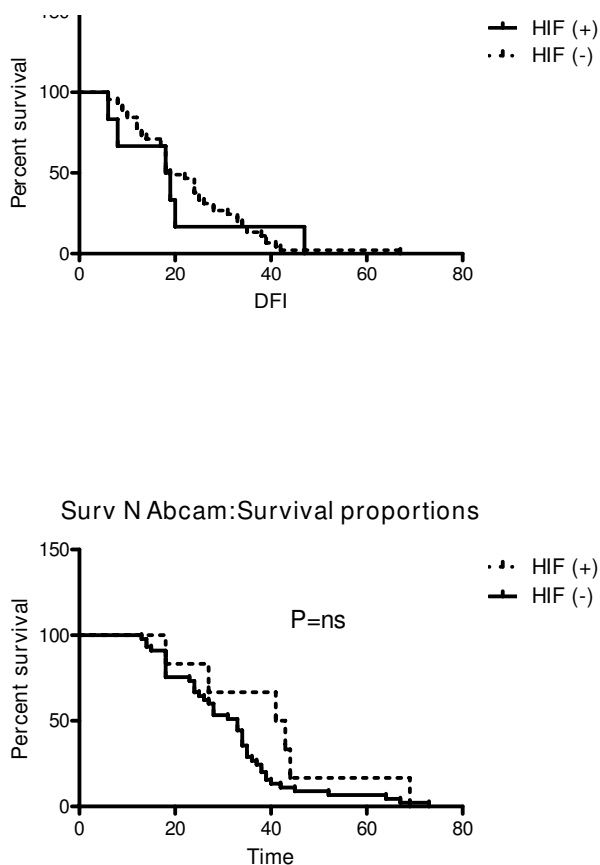 150
HIF (+)
HIF (-)
Percent survival
100
50
0
0 20 40 60 80
DFI
Surv N Abcam:Survival proportions
150
HIF (+)
HIF (-)
P=ns
Percent survival
100
50
0
0 20 40 60 80
Time